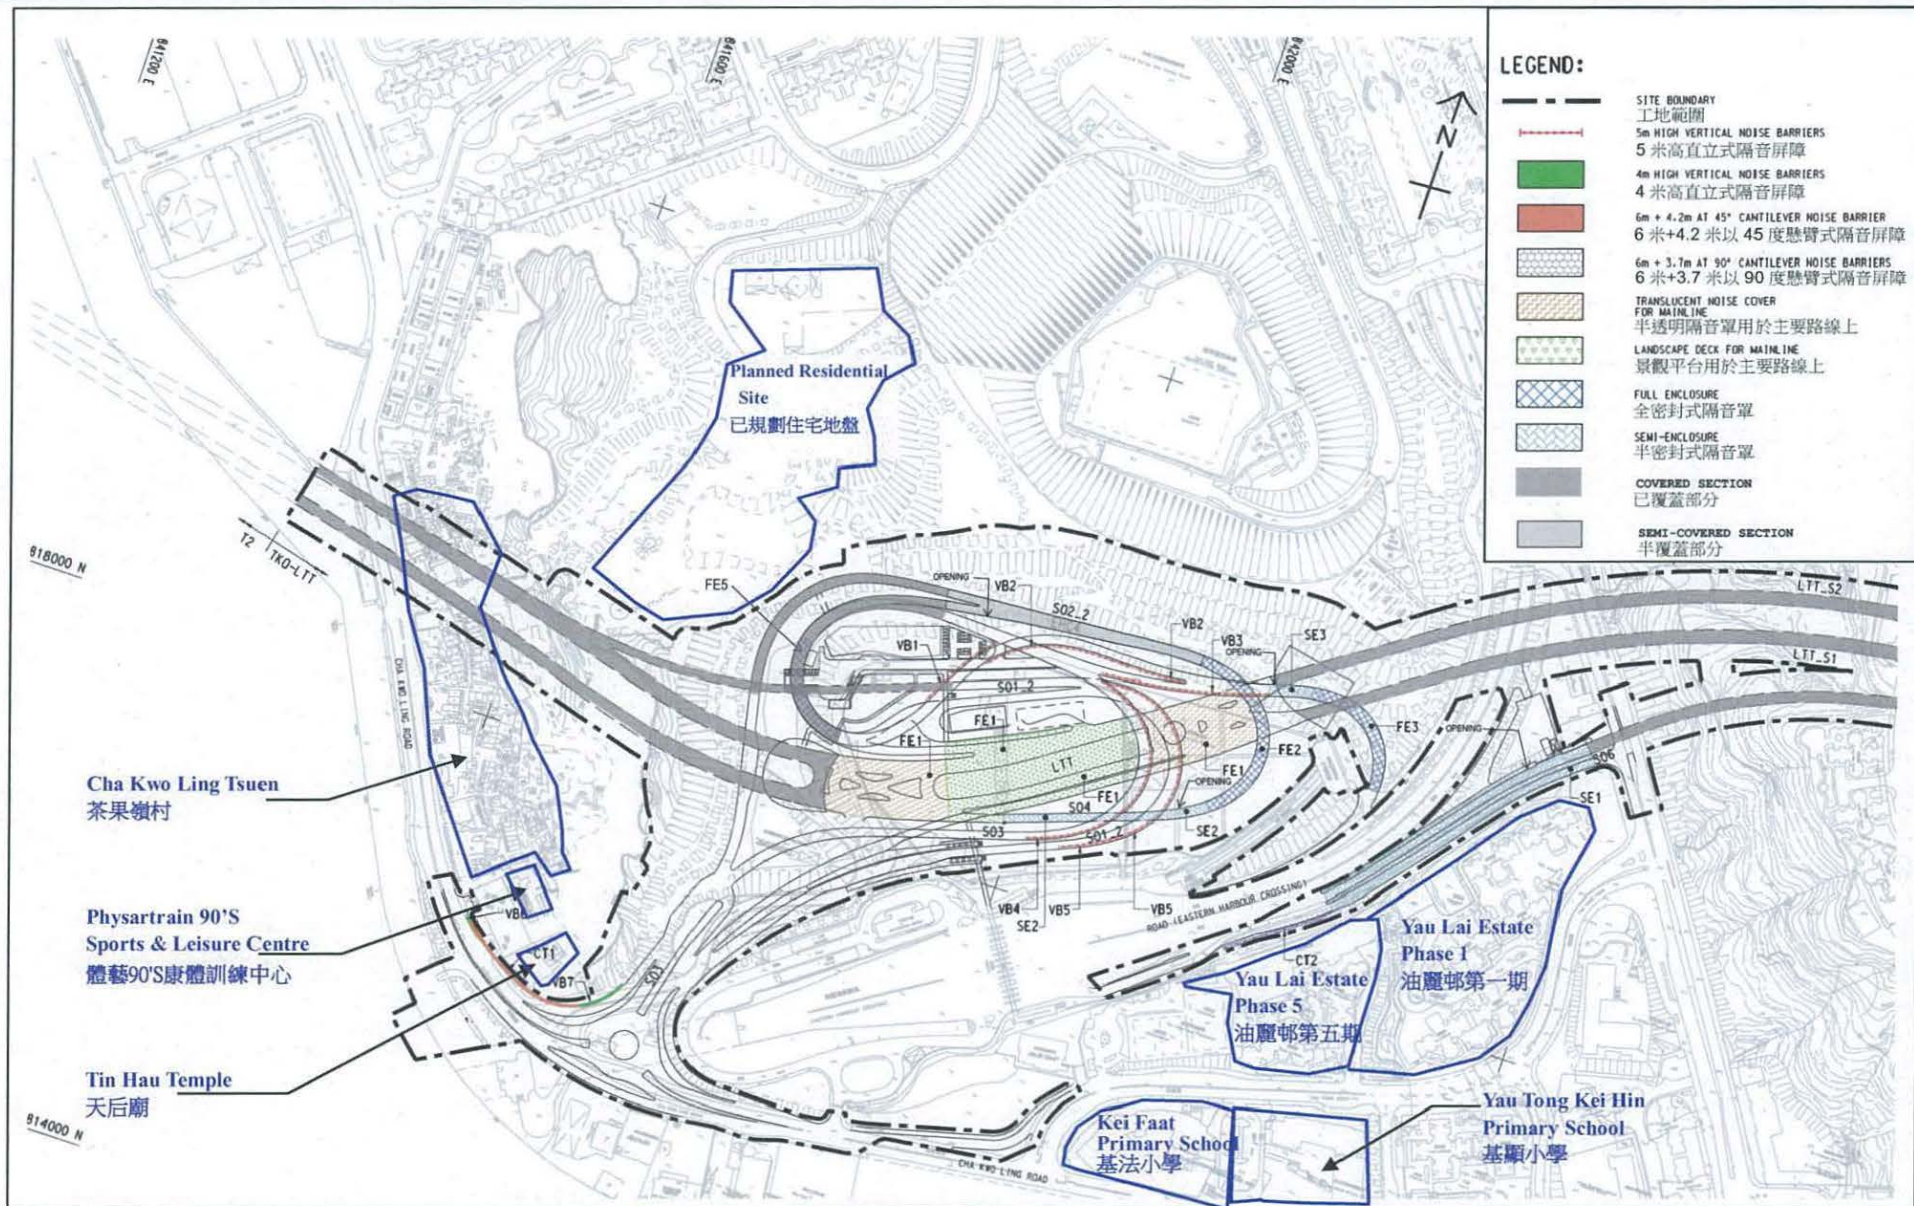 841200 E
841600 E
842000 E
N
LEGEND:
SITE BOUNDARY
工地範圍
5m HIGH VERTICAL NOISE BARRIERS
5 米高直立式隔音屏障
4m HIGH VERTICAL NOISE BARRIERS
4 米高直立式隔音屏障
6m + 4.2m AT 45° CANTILEVER NOISE BARRIER
6 米+4.2 米以 45 度懸臂式隔音屏障
6m + 3.7m AT 90° CANTILEVER NOISE BARRIERS
6 米+3.7 米以 90 度懸臂式隔音屏障
TRANSLUCENT NOISE COVER
FOR MAINLINE
半透明隔音罩用於主要路線上
LANDSCAPE DECK FOR MAINLINE
景觀平台用於主要路線上
FULL ENCLOSURE
全密封式隔音罩
SEMI-ENCLOSURE
半密封式隔音罩
COVERED SECTION
已覆蓋部分
SEMI-COVERED SECTION
半覆蓋部分
Planned Residential
Site
已規劃住宅地盤
818000 N
T2
TKO-LTT
FE5
OPENING
VB2
S02_2
VB2
VB1
VB3
OPENING
SE3
LTT_S2
LTT_S1
S01_2
FE1
FE1
LTT
FE2
FE3
FE1
OPENING
OPENING
S06
SE1
FE1
S04
S03
S01_2
SE2
VB4
SE2
VB5
VB5
ROAD (EASTERN HARBOUR CROSSING)
CHA KWO LING ROAD
Cha Kwo Ling Tsuen
茶果嶺村
Physartrain 90'S
Sports & Leisure Centre
體藝90'S康體訓練中心
VB6
CT1
VB7
S03
Tin Hau Temple
天后廟
CT2
Yau Lai Estate
Phase 1
油麗邨第一期
Yau Lai Estate
Phase 5
油麗邨第五期
814000 N
CHA KWO LING ROAD
Kei Faat
Primary School
基法小學
Yau Tong Kei Hin
Primary School
基顯小學